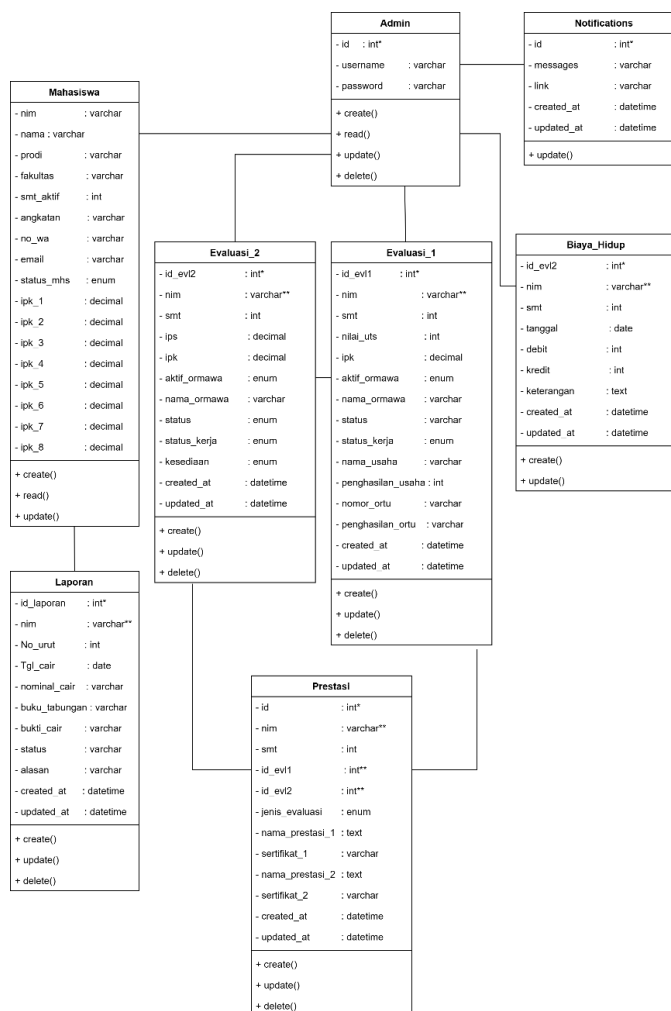 Admin
- id : int*
- username : varchar
- password : varchar
+ create()
+ read()
+ update()
+ delete()
Notifications
- id : int*
- messages : varchar
- link : varchar
- created_at : datetime
- updated_at : datetime
+ update()
Mahasiswa
- nim : varchar
- nama : varchar
- prodi : varchar
- fakultas : varchar
- smt_aktif : int
- angkatan : varchar
- no_wa : varchar
- email : varchar
- status_mhs : enum
- ipk_1 : decimal
- ipk_2 : decimal
- ipk_3 : decimal
- ipk_4 : decimal
- ipk_5 : decimal
- ipk_6 : decimal
- ipk_7 : decimal
- ipk_8 : decimal
+ create()
+ read()
+ update()
Evaluasi_2
- id_evl2 : int*
- nim : varchar**
- smt : int
- ips : decimal
- ipk : decimal
- aktif_ormawa : enum
- nama_ormawa : varchar
- status : enum
- status_kerja : enum
- kesediaan : enum
- created_at : datetime
- updated_at : datetime
+ create()
+ update()
+ delete()
Evaluasi_1
- id_evl1 : int*
- nim : varchar**
- smt : int
- nilai_uts : int
- ipk : decimal
- aktif_ormawa : enum
- nama_ormawa : varchar
- status : varchar
- status_kerja : enum
- nama_usaha : varchar
- penghasilan_usaha : int
- nomor_ortu : varchar
- penghasilan_ortu : varchar
- created_at : datetime
- updated_at : datetime
+ create()
+ update()
+ delete()
Biaya_Hidup
- id_evl2 : int*
- nim : varchar**
- smt : int
- tanggal : date
- debit : int
- kredit : int
- keterangan : text
- created_at : datetime
- updated_at : datetime
+ create()
+ update()
Laporan
- id_laporan : int*
- nim : varchar**
- No_urut : int
- Tgl_cair : date
- nominal_cair : varchar
- buku_tabungan : varchar
- bukti_cair : varchar
- status : varchar
- alasan : varchar
- created_at : datetime
- updated_at : datetime
+ create()
+ update()
+ delete()
Prestasi
- id : int*
- nim : varchar**
- smt : int
- id_evl1 : int**
- id_evl2 : int**
- jenis_evaluasi : enum
- nama_prestasi_1 : text
- sertifikat_1 : varchar
- nama_prestasi_2 : text
- sertifikat_2 : varchar
- created_at : datetime
- updated_at : datetime
+ create()
+ update()
+ delete()